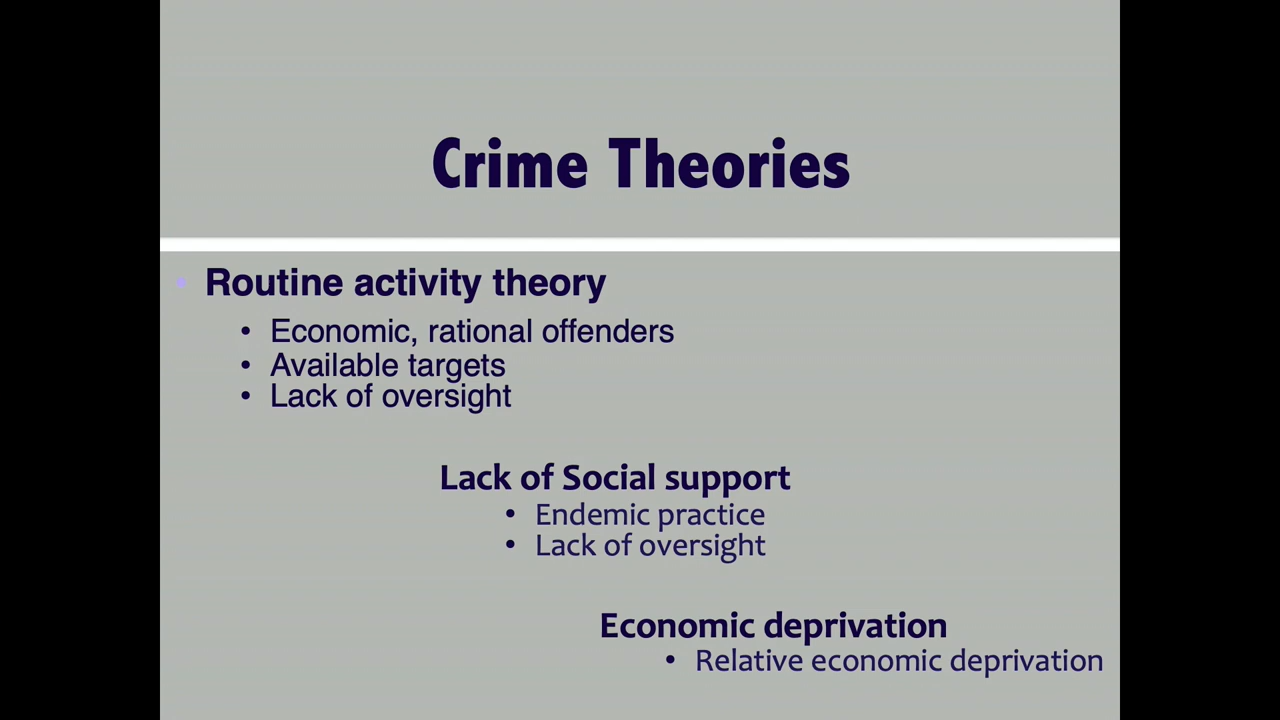 Crime Theories
• Routine activity theory
• Economic, rational offenders
• Available targets
• Lack of oversight
Lack of Social support
• Endemic practice
• Lack of oversight
Economic deprivation
• Relative economic deprivation